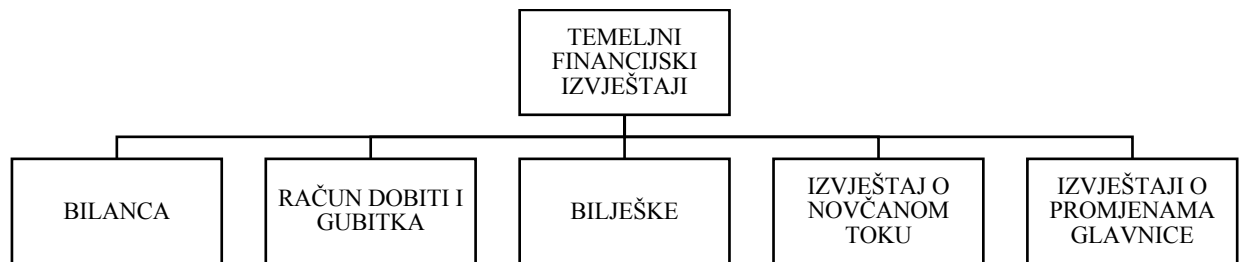 TEMELJNI
FINANCIJSKI
IZVJEŠTAJI
BILANCA
RAČUN DOBITI I
GUBITKA
BILJEŠKE
IZVJEŠTAJ O
NOVČANOM
TOKU
IZVJEŠTAJI O
PROMJENAMA
GLAVNICE